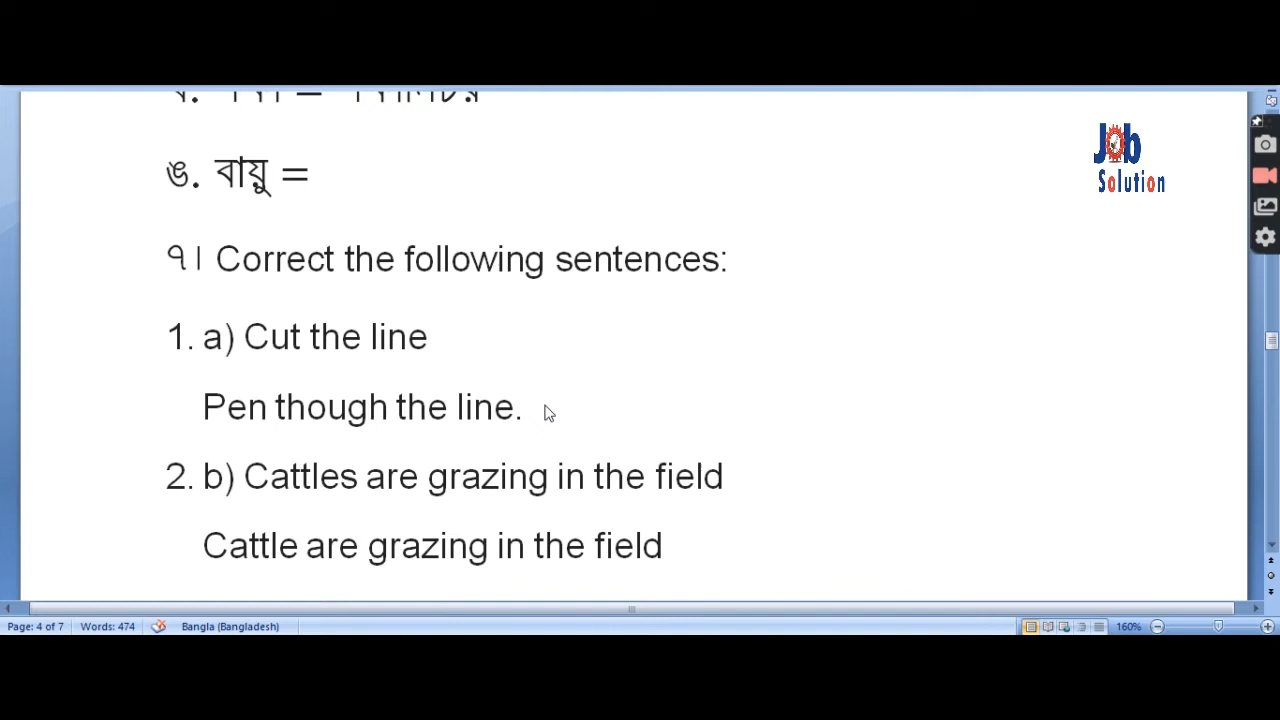 ঙ. বায়ু =
Job
Solution
৭। Correct the following sentences:
1. a) Cut the line
Pen though the line.
2. b) Cattles are grazing in the field
Cattle are grazing in the field
Page: 4 of 7 Words: 474 Bangla (Bangladesh) 160%